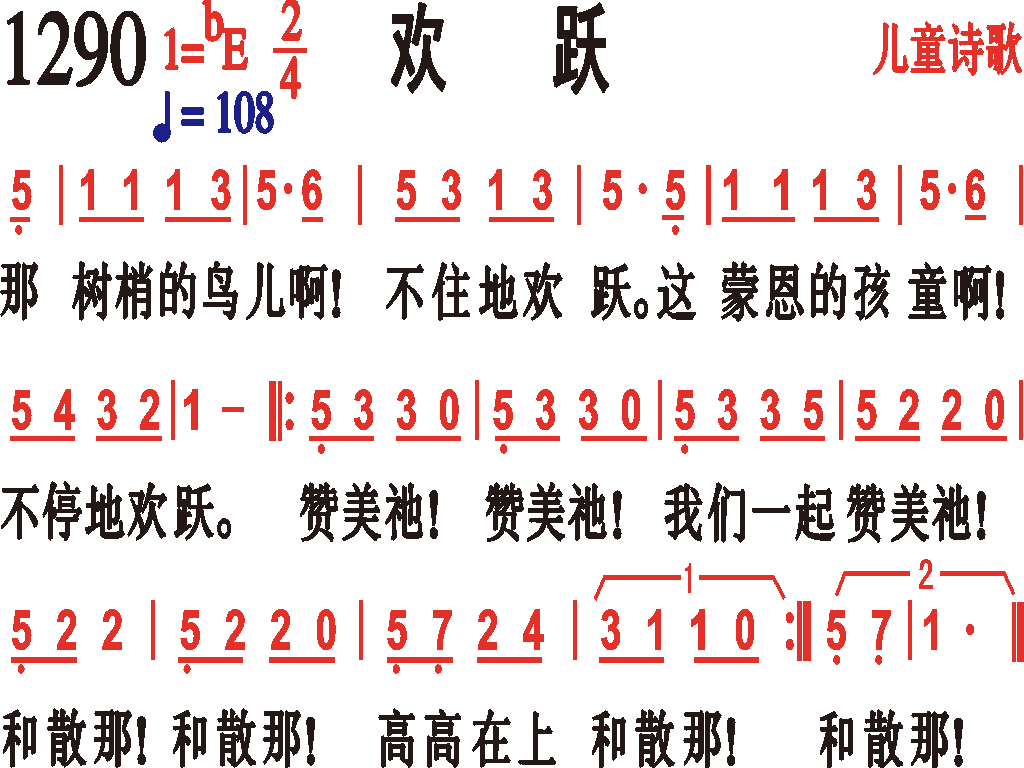 1290 1=♭E 2/4 欢 跃 儿童诗歌
♩= 108
5̣ | 1 1 1 3 | 5· 6 | 5 3 1 3 | 5 · 5̣ | 1 1 1 3 | 5· 6 |
那 树梢的鸟儿啊! 不住地欢 跃。这 蒙恩的孩 童啊!
5 4 3 2 | 1 – ‖: 5̣ 3 3 0 | 5̣ 3 3 0 | 5̣ 3 3 5 | 5 2 2 0 |
不停地欢跃。 赞美祂! 赞美祂! 我们一起赞美祂!
1 2
5̣ 2 2 | 5̣ 2 2 0 | 5̣ 7̣ 2 4 | 3 1 1 0 :‖ 5̣ 7̣ | 1 · ‖
和散那! 和散那! 高高在上 和散那! 和散那!